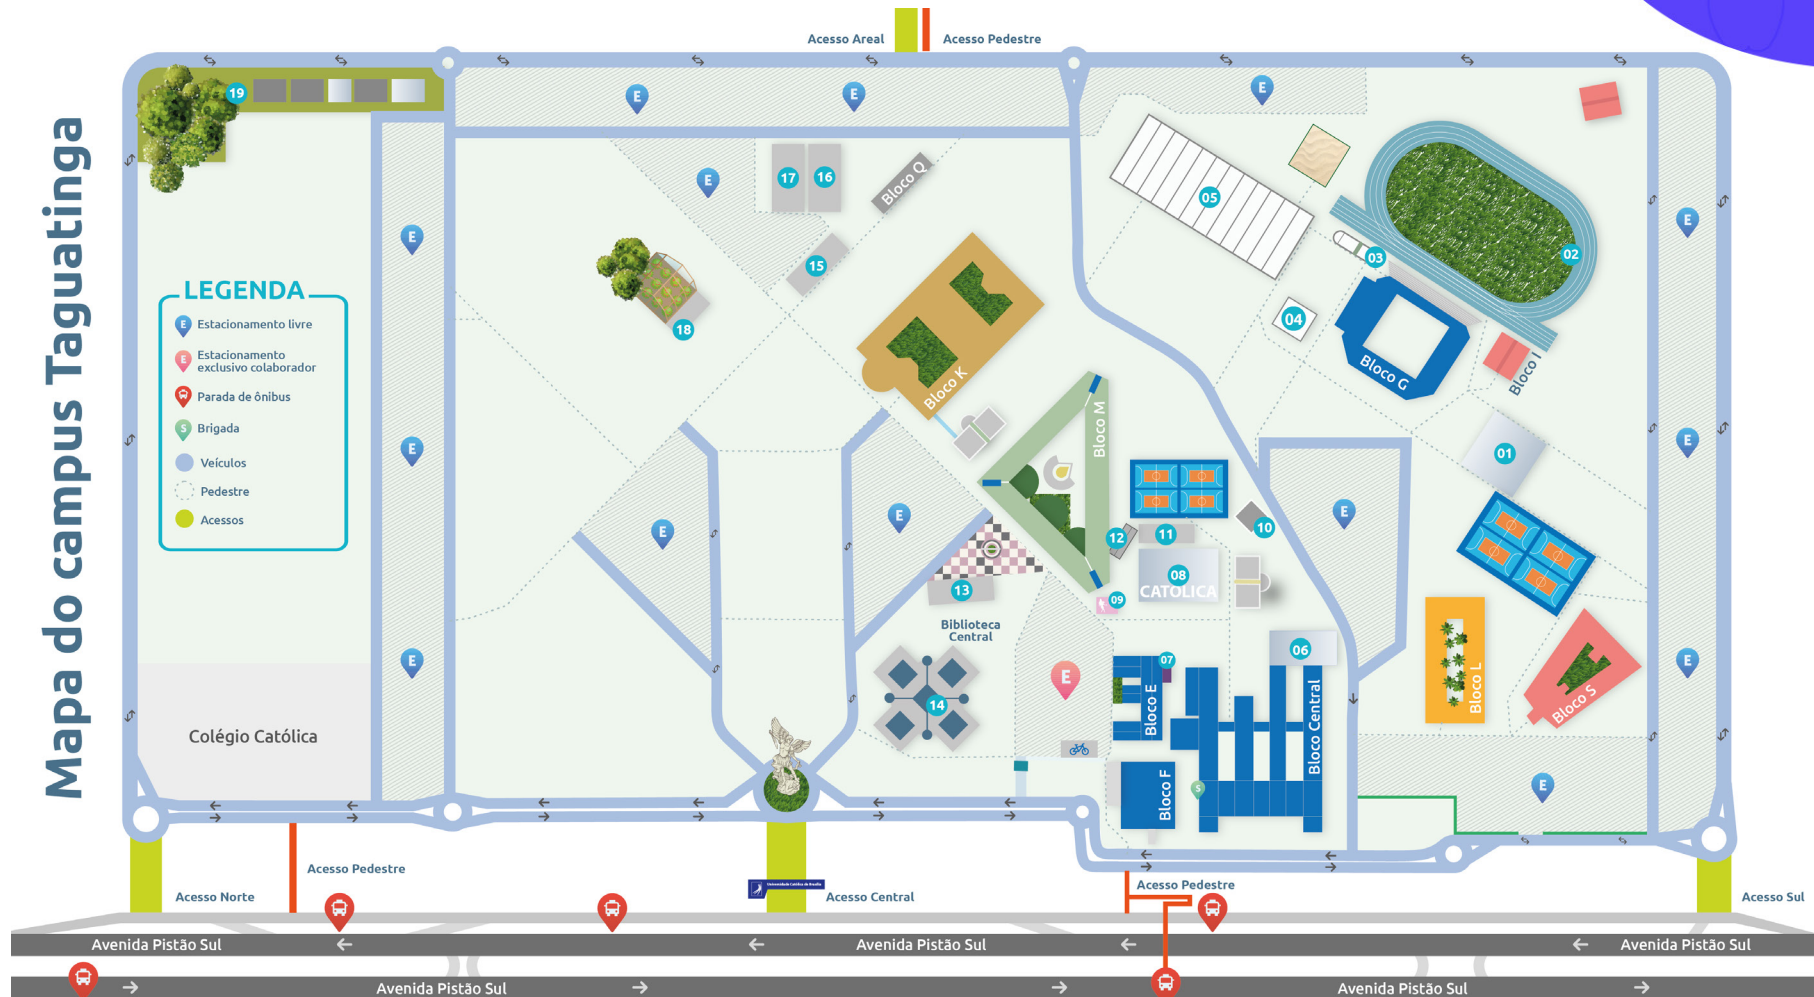 Mapa do campus Taguatinga
Acesso Areal
Acesso Pedestre
LEGENDA
E Estacionamento livre
E Estacionamento
exclusivo colaborador
Parada de ônibus
S Brigada
Veículos
Pedestre
Acessos
19
E
E
E
E
17
16
Bloco Q
15
18
05
02
03
04
Bloco G
Bloco I
01
E
E
E
Bloco K
Bloco M
E
E
E
12
11
10
08
CATOLICA
09
13
Biblioteca
Central
06
07
E
E
E
14
Bloco E
Bloco Central
Bloco L
Bloco S
E
Colégio Católica
Bloco F
S
E
Acesso Pedestre
Acesso Norte
Universidade Católica de Brasília
Acesso Central
Acesso Pedestre
Acesso Sul
Avenida Pistão Sul
Avenida Pistão Sul
Avenida Pistão Sul
Avenida Pistão Sul
Avenida Pistão Sul